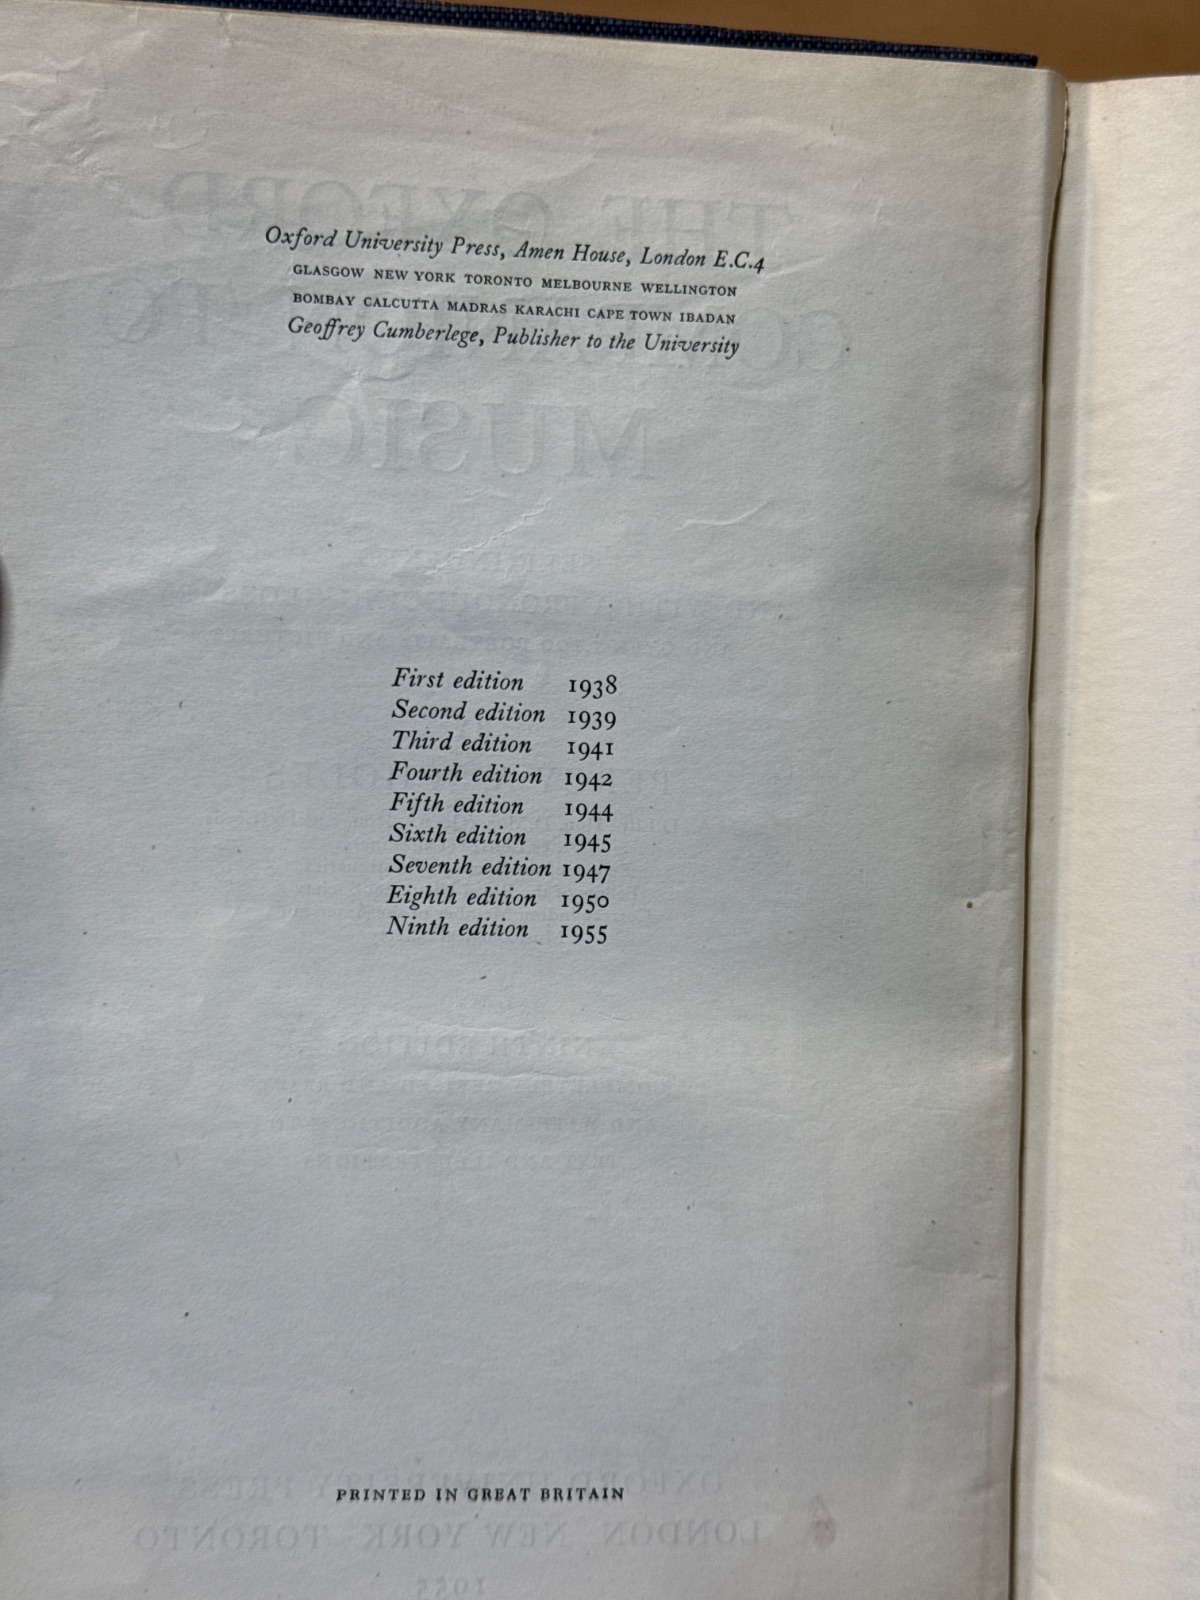 Oxford University Press, Amen House, London E.C.4
GLASGOW NEW YORK TORONTO MELBOURNE WELLINGTON
BOMBAY CALCUTTA MADRAS KARACHI CAPE TOWN IBADAN
Geoffrey Cumberlege, Publisher to the University
First edition 1938
Second edition 1939
Third edition 1941
Fourth edition 1942
Fifth edition 1944
Sixth edition 1945
Seventh edition 1947
Eighth edition 1950
Ninth edition 1955
PRINTED IN GREAT BRITAIN